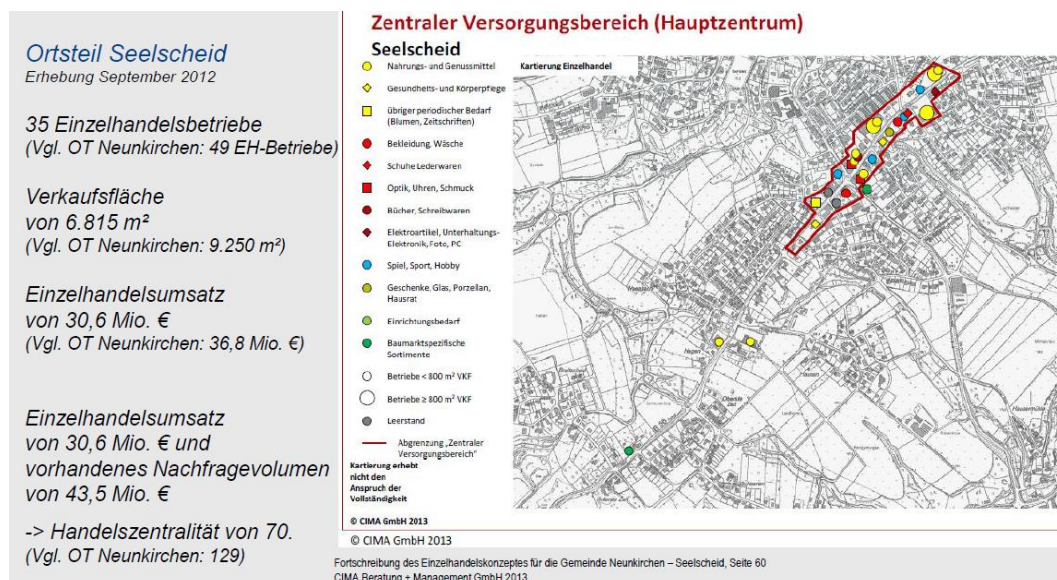 Ortsteil Seelscheid
Erhebung September 2012
35 Einzelhandelsbetriebe
(Vgl. OT Neunkirchen: 49 EH-Betriebe)
Verkaufsfläche
von 6.815 m²
(Vgl. OT Neunkirchen: 9.250 m²)
Einzelhandelsumsatz
von 30,6 Mio. €
(Vgl. OT Neunkirchen: 36,8 Mio. €)
Einzelhandelsumsatz
von 30,6 Mio. € und
vorhandenes Nachfragevolumen
von 43,5 Mio. €
-> Handelszentralität von 70.
(Vgl. OT Neunkirchen: 129)
Zentraler Versorgungsbereich (Hauptzentrum)
Seelscheid
Nahrungs- und Genussmittel
Gesundheits- und Körperpflege
übriger periodischer Bedarf
(Blumen, Zeitschriften)
Bekleidung, Wäsche
Schuhe Lederwaren
Optik, Uhren, Schmuck
Bücher, Schreibwaren
Elektroartikel, Unterhaltungs-
Elektronik, Foto, PC
Spiel, Sport, Hobby
Geschenke, Glas, Porzellan,
Hausrat
Einrichtungsbedarf
Baumarktspezifische
Sortimente
Betriebe < 800 m² VKF
Betriebe ≥ 800 m² VKF
Leerstand
Abgrenzung „Zentraler
Versorgungsbereich"
Kartierung erhebt
nicht den
Anspruch der
Vollständigkeit
© CIMA GmbH 2013
Kartierung Einzelhandel
Hausen
© CIMA GmbH 2013
Fortschreibung des Einzelhandelskonzeptes für die Gemeinde Neunkirchen – Seelscheid, Seite 60
CIMA Beratung + Management GmbH 2013